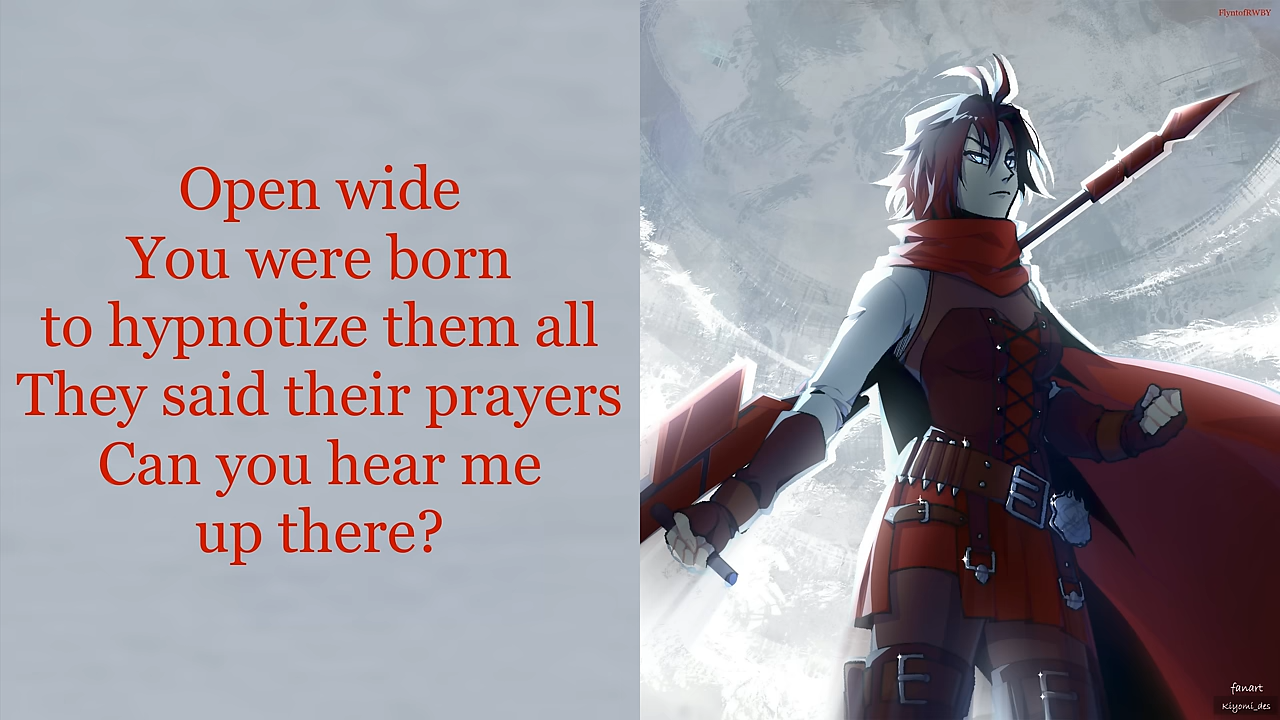 Open wide
You were born
to hypnotize them all
They said their prayers
Can you hear me
up there?
FlyntofRWBY
fanart
Kiyomi_des